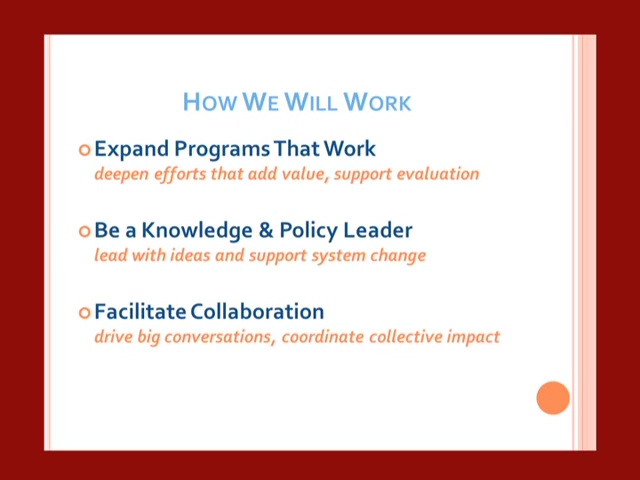 HOW WE WILL WORK
Expand Programs That Work
deepen efforts that add value, support evaluation
Be a Knowledge & Policy Leader
lead with ideas and support system change
Facilitate Collaboration
drive big conversations, coordinate collective impact